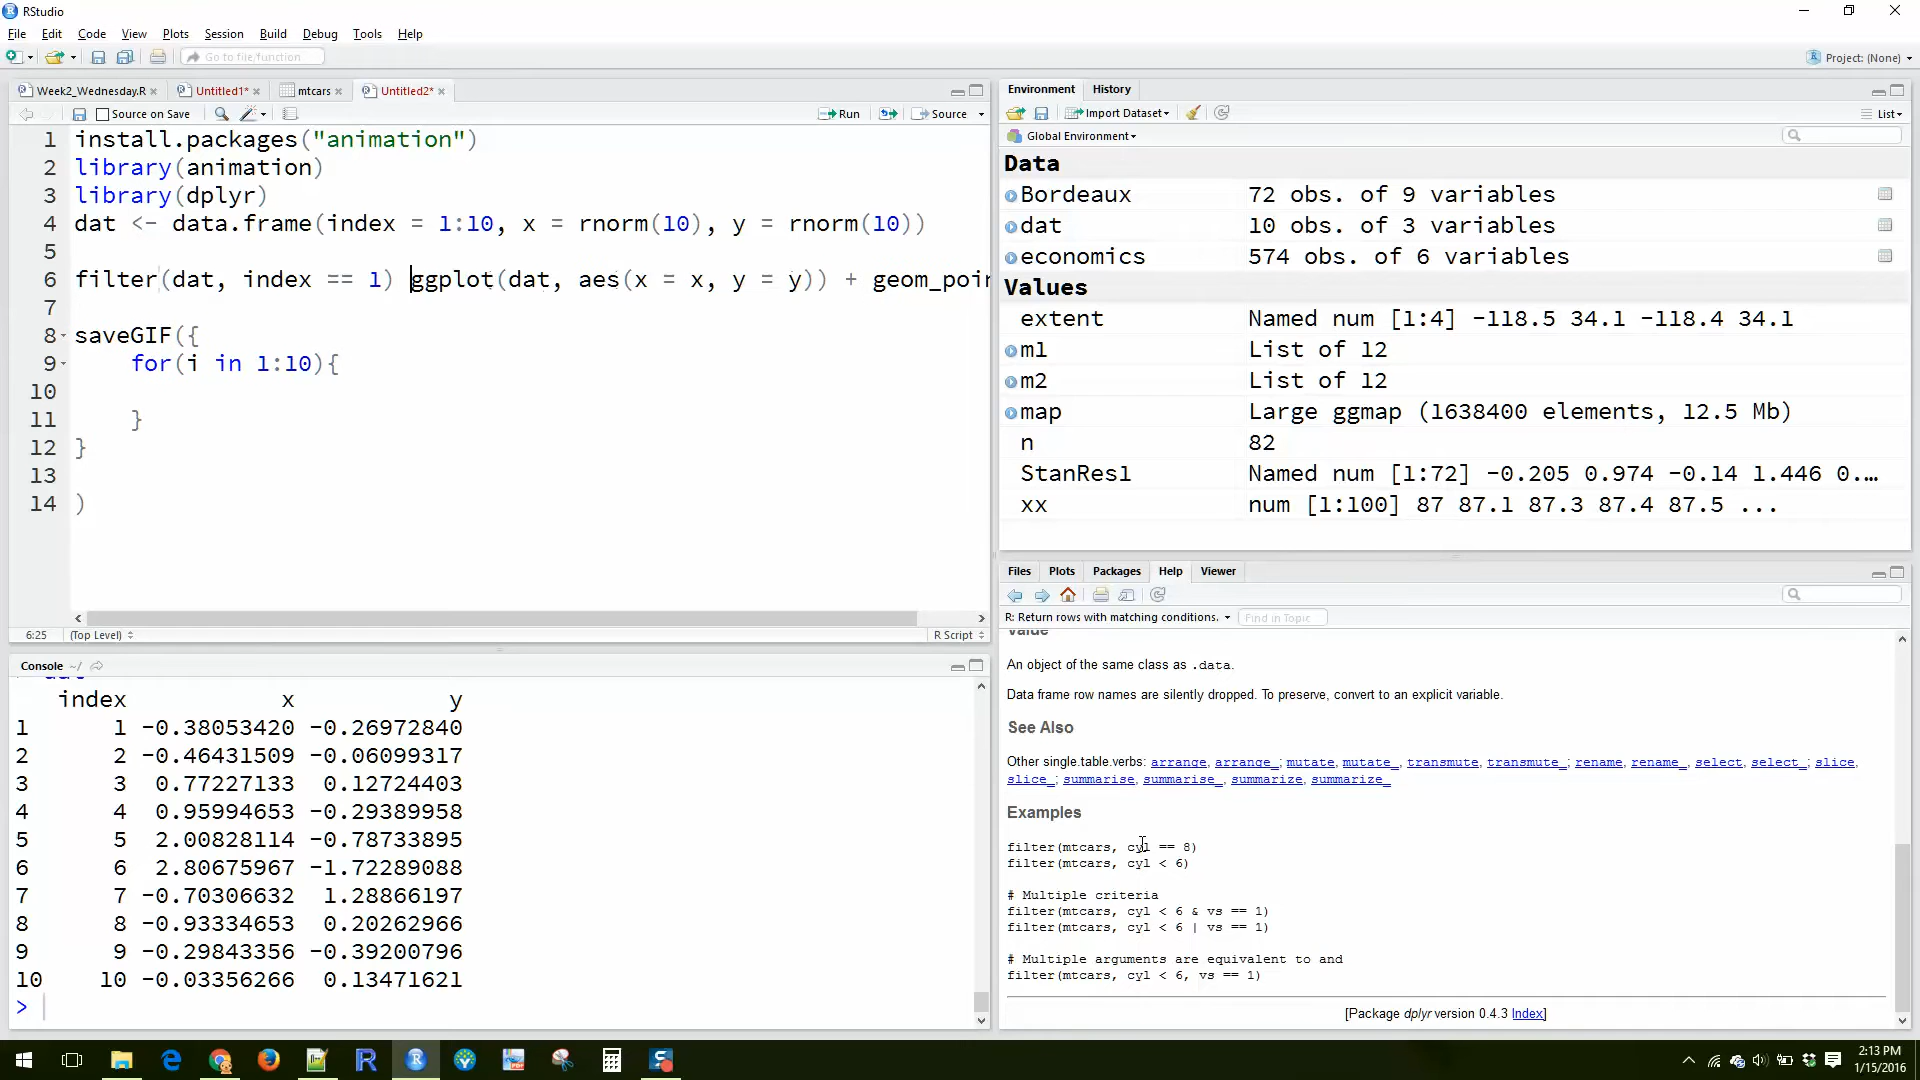 RStudio
File Edit Code View Plots Session Build Debug Tools Help
Go to file/function Project: (None)
Week2_Wednesday.R Untitled1* mtcars Untitled2*
Source on Save Run Source
1 install.packages("animation")
2 library(animation)
3 library(dplyr)
4 dat <- data.frame(index = 1:10, x = rnorm(10), y = rnorm(10))
5
6 filter(dat, index == 1) ggplot(dat, aes(x = x, y = y)) + geom_poin
7
8 saveGIF({
9 for(i in 1:10){
10
11 }
12 }
13
14 )
6:25 (Top Level) R Script
Console ~/
dat
index x y
1 1 -0.38053420 -0.26972840
2 2 -0.46431509 -0.06099317
3 3 0.77227133 0.12724403
4 4 0.95994653 -0.29389958
5 5 2.00828114 -0.78733895
6 6 2.80675967 -1.72289088
7 7 -0.70306632 1.28866197
8 8 -0.93334653 0.20262966
9 9 -0.29843356 -0.39200796
10 10 -0.03356266 0.13471621
>
Environment History
Import Dataset List
Global Environment
Data
Bordeaux 72 obs. of 9 variables
dat 10 obs. of 3 variables
economics 574 obs. of 6 variables
Values
extent Named num [1:4] -118.5 34.1 -118.4 34.1
m1 List of 12
m2 List of 12
map Large ggmap (1638400 elements, 12.5 Mb)
n 82
StanRes1 Named num [1:72] -0.205 0.974 -0.14 1.446 0.…
xx num [1:100] 87 87.1 87.3 87.4 87.5 ...
Files Plots Packages Help Viewer
R: Return rows with matching conditions. Find in Topic
Value
An object of the same class as .data.
Data frame row names are silently dropped. To preserve, convert to an explicit variable.
See Also
Other single.table.verbs: arrange, arrange_; mutate, mutate_, transmute, transmute_; rename, rename_, select, select_; slice,
slice_; summarise, summarise_, summarize, summarize_
Examples
filter(mtcars, cyl == 8)
filter(mtcars, cyl < 6)
# Multiple criteria
filter(mtcars, cyl < 6 & vs == 1)
filter(mtcars, cyl < 6 | vs == 1)
# Multiple arguments are equivalent to and
filter(mtcars, cyl < 6, vs == 1)
[Package dplyr version 0.4.3 Index]
2:13 PM
1/15/2016